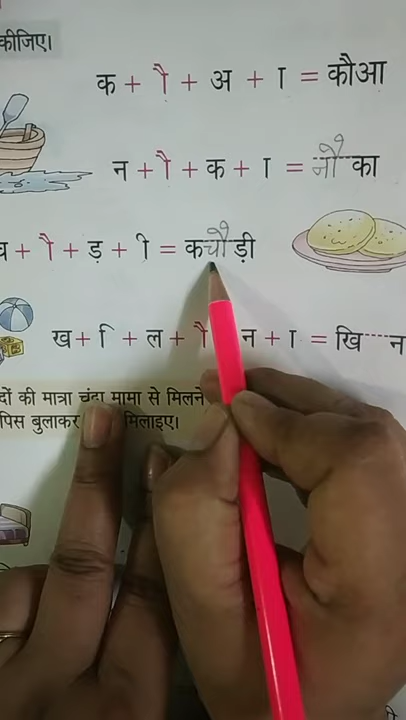 कीजिए।
क + ौ + अ + ा = कौआ
न + ौ + क + ा = नौका
+ ौ + ड़ + ी = कचौड़ी
ख + ि + ल + ौ न + ा = खि न
दों की मात्रा चंदा मामा से मिलने
पिस बुलाकर मिलाइए।